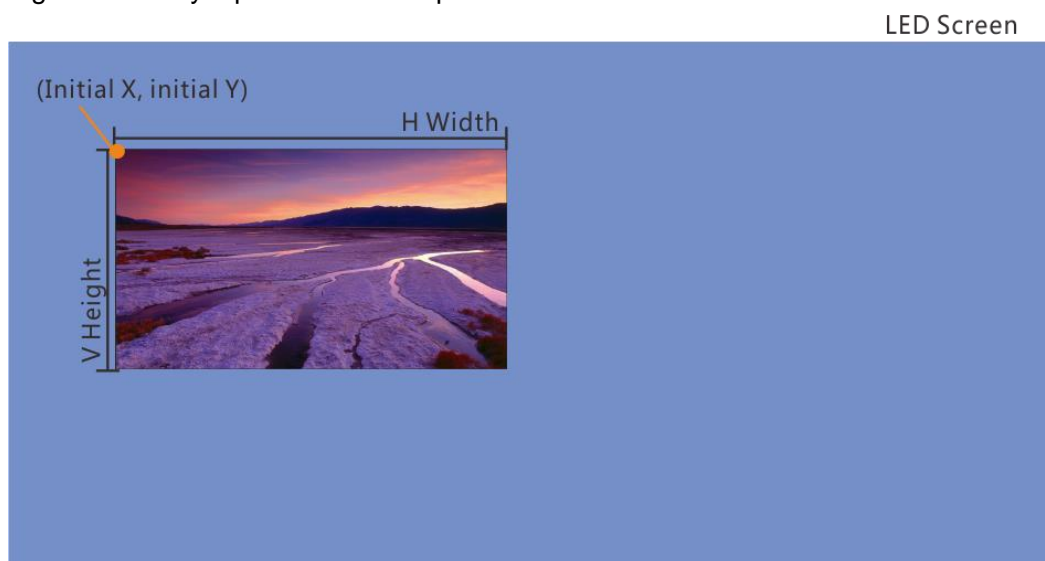 LED Screen
(Initial X, initial Y)
H Width
V Height